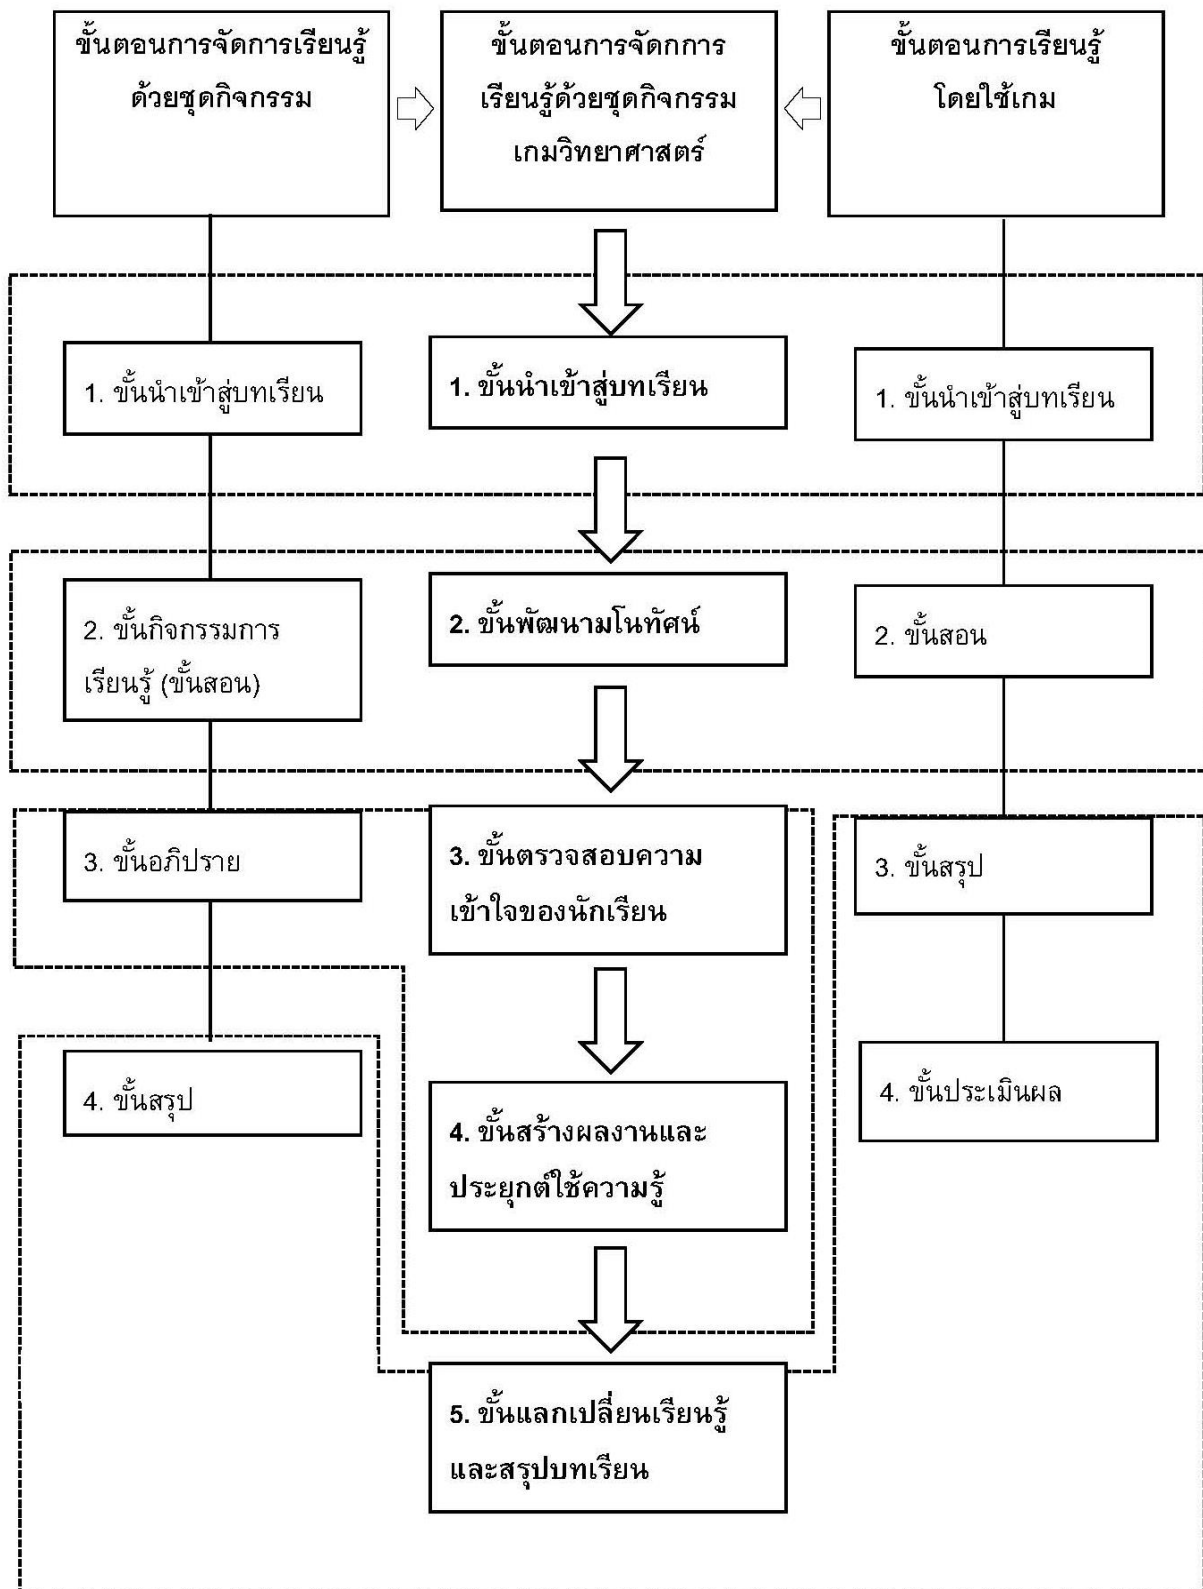 ขั้นตอนการจัดการเรียนรู้
ด้วยชุดกิจกรรม
ขั้นตอนการจัดกการ
เรียนรู้ด้วยชุดกิจกรรม
เกมวิทยาศาสตร์
ขั้นตอนการเรียนรู้
โดยใช้เกม
1. ขั้นนำเข้าสู่บทเรียน
1. ขั้นนำเข้าสู่บทเรียน
1. ขั้นนำเข้าสู่บทเรียน
2. ขั้นกิจกรรมการ
เรียนรู้ (ขั้นสอน)
2. ขั้นพัฒนามโนทัศน์
2. ขั้นสอน
3. ขั้นอภิปราย
3. ขั้นตรวจสอบความ
เข้าใจของนักเรียน
3. ขั้นสรุป
4. ขั้นสรุป
4. ขั้นสร้างผลงานและ
ประยุกต์ใช้ความรู้
4. ขั้นประเมินผล
5. ขั้นแลกเปลี่ยนเรียนรู้
และสรุปบทเรียน